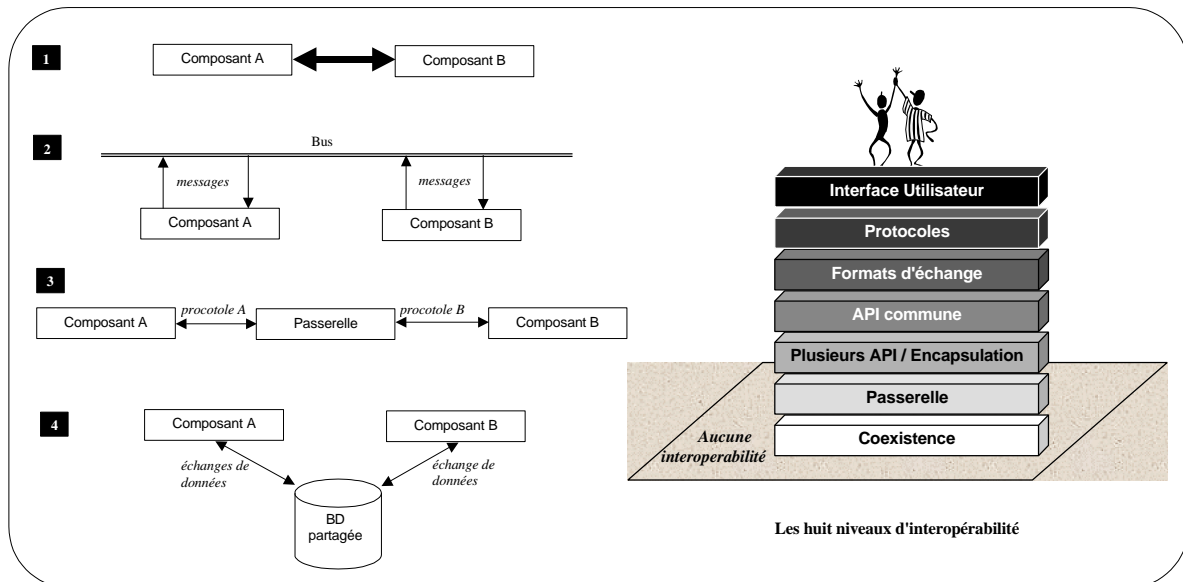 1
Composant A
Composant B
2
Bus
messages
messages
Composant A
Composant B
3
Composant A
procotole A
Passerelle
procotole B
Composant B
4
Composant A
Composant B
échanges de
données
échange de
données
BD
partagée
Interface Utilisateur
Protocoles
Formats d'échange
API commune
Plusieurs API / Encapsulation
Passerelle
Coexistence
Aucune
interoperabilité
Les huit niveaux d'interopérabilité